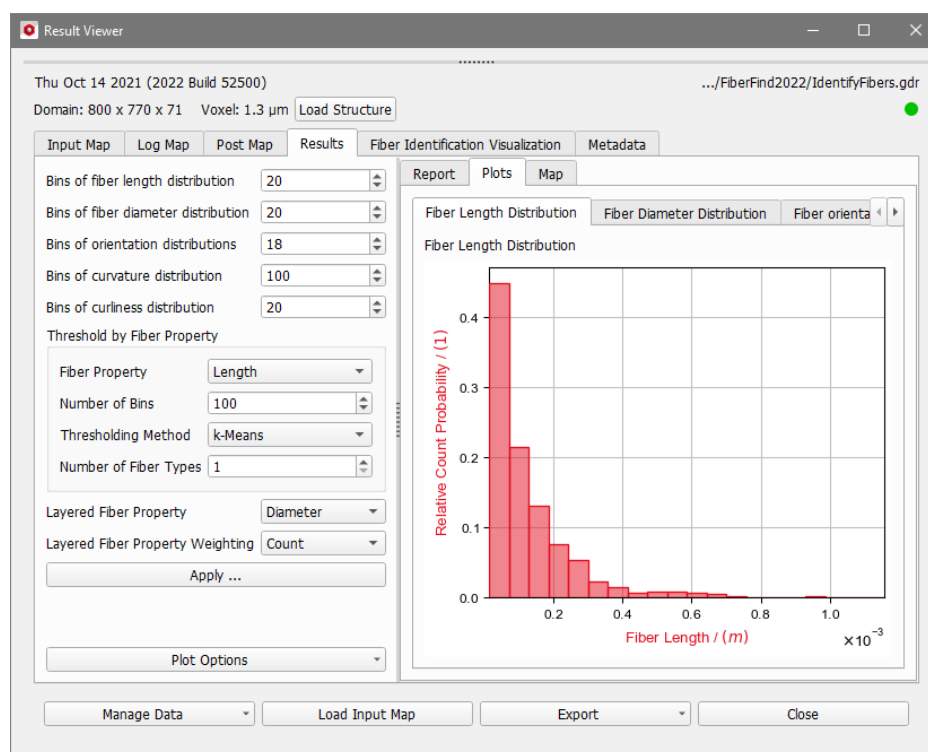 Result Viewer
Thu Oct 14 2021 (2022 Build 52500)
.../FiberFind2022/IdentifyFibers.gdr
Domain: 800 x 770 x 71 Voxel: 1.3 µm Load Structure
Input Map Log Map Post Map Results Fiber Identification Visualization Metadata
Bins of fiber length distribution 20
Bins of fiber diameter distribution 20
Bins of orientation distributions 18
Bins of curvature distribution 100
Bins of curliness distribution 20
Threshold by Fiber Property
Fiber Property Length
Number of Bins 100
Thresholding Method k-Means
Number of Fiber Types 1
Layered Fiber Property Diameter
Layered Fiber Property Weighting Count
Apply ...
Plot Options
Report Plots Map
Fiber Length Distribution Fiber Diameter Distribution Fiber orienta
Fiber Length Distribution
Relative Count Probability / (1)
0.4
0.3
0.2
0.1
0.0
0.2 0.4 0.6 0.8 1.0
Fiber Length / (m)
×10⁻³
Manage Data Load Input Map Export Close